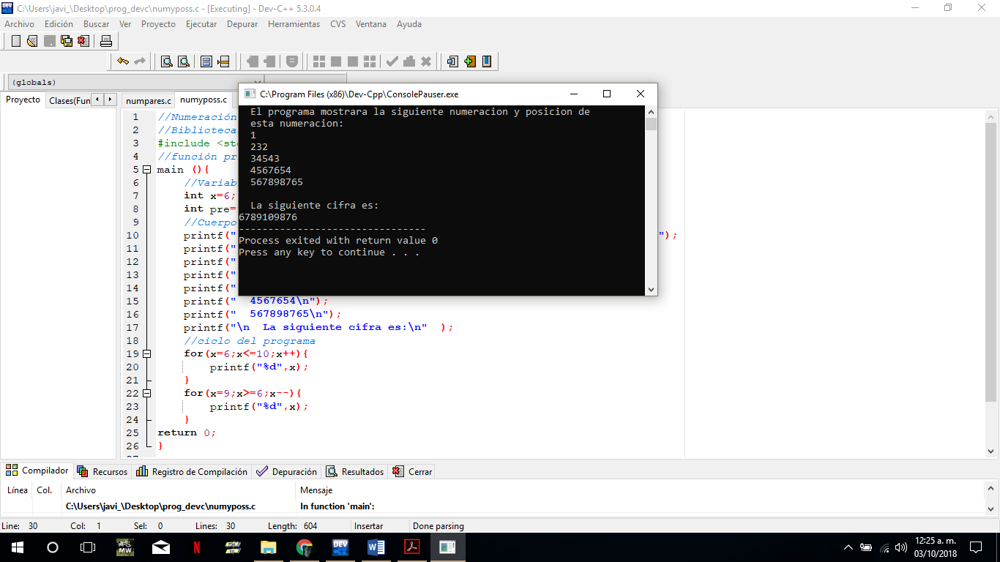 C:\Users\javi_\Desktop\prog_devc\numyposs.c - [Executing] - Dev-C++ 5.3.0.4
Archivo Edición Buscar Ver Proyecto Ejecutar Depurar Herramientas CVS Ventana Ayuda
(globals)
Proyecto Clases(Fun numpares.c numyposs.c
C:\Program Files (x86)\Dev-Cpp\ConsolePauser.exe
El programa mostrara la siguiente numeracion y posicion de
esta numeracion:
1
232
34543
4567654
567898765
La siguiente cifra es:
6789109876
--------------------------------
Process exited with return value 0
Press any key to continue . . .
1 //Numeración
2 //Biblioteca
3 #include <st
4 //función pr
5 main (){
6 //Variab
7 int x=6;
8 int pre=
9 //Cuerpo
10 printf(" ");
11 printf("
12 printf("
13 printf("
14 printf("
15 printf("  4567654\n");
16 printf("  567898765\n");
17 printf("\n  La siguiente cifra es:\n"  );
18 //ciclo del programa
19 for(x=6;x<=10;x++){
20 printf("%d",x);
21 }
22 for(x=9;x>=6;x--){
23 printf("%d",x);
24 }
25 return 0;
26 }
Compilador Recursos Registro de Compilación Depuración Resultados Cerrar
Línea Col. Archivo Mensaje
C:\Users\javi_\Desktop\prog_devc\numyposs.c In function 'main':
Line: 30 Col: 1 Sel: 0 Lines: 30 Length: 604 Insertar Done parsing
DEV C++
12:25 a. m.
03/10/2018